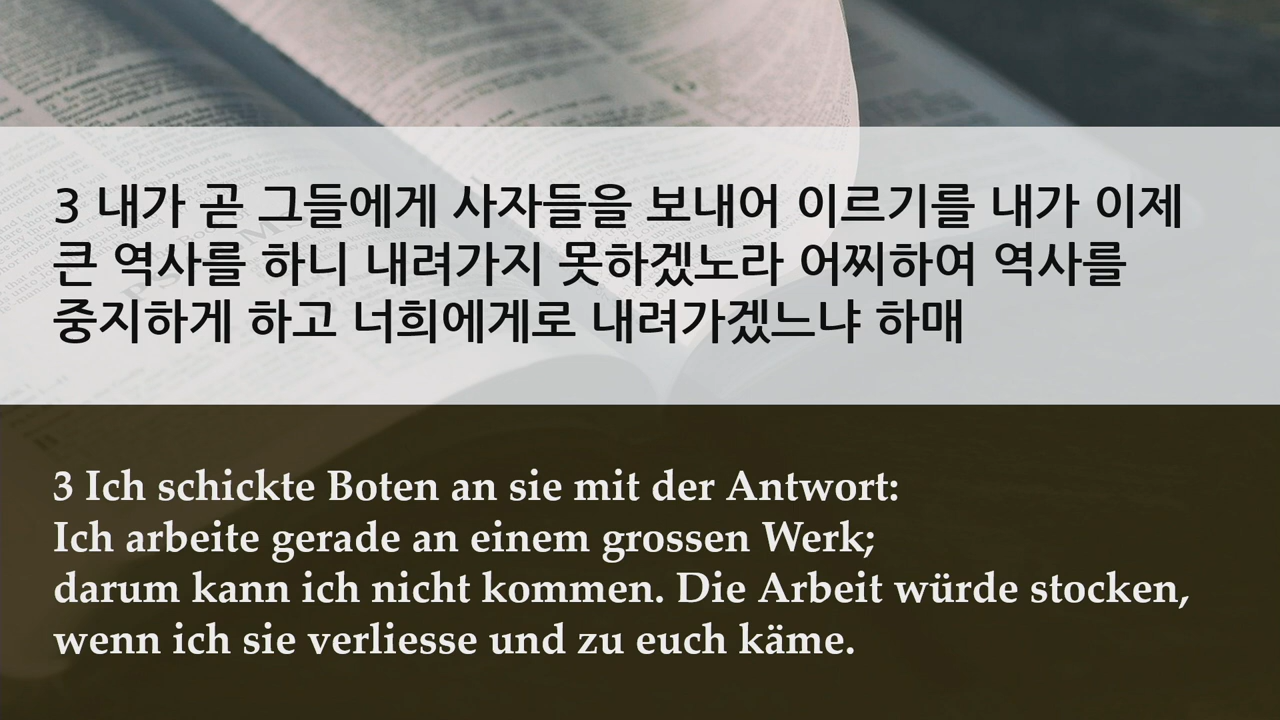 3 내가 곧 그들에게 사자들을 보내어 이르기를 내가 이제
큰 역사를 하니 내려가지 못하겠노라 어찌하여 역사를
중지하게 하고 너희에게로 내려가겠느냐 하매
3 Ich schickte Boten an sie mit der Antwort:
Ich arbeite gerade an einem grossen Werk;
darum kann ich nicht kommen. Die Arbeit würde stocken,
wenn ich sie verliesse und zu euch käme.